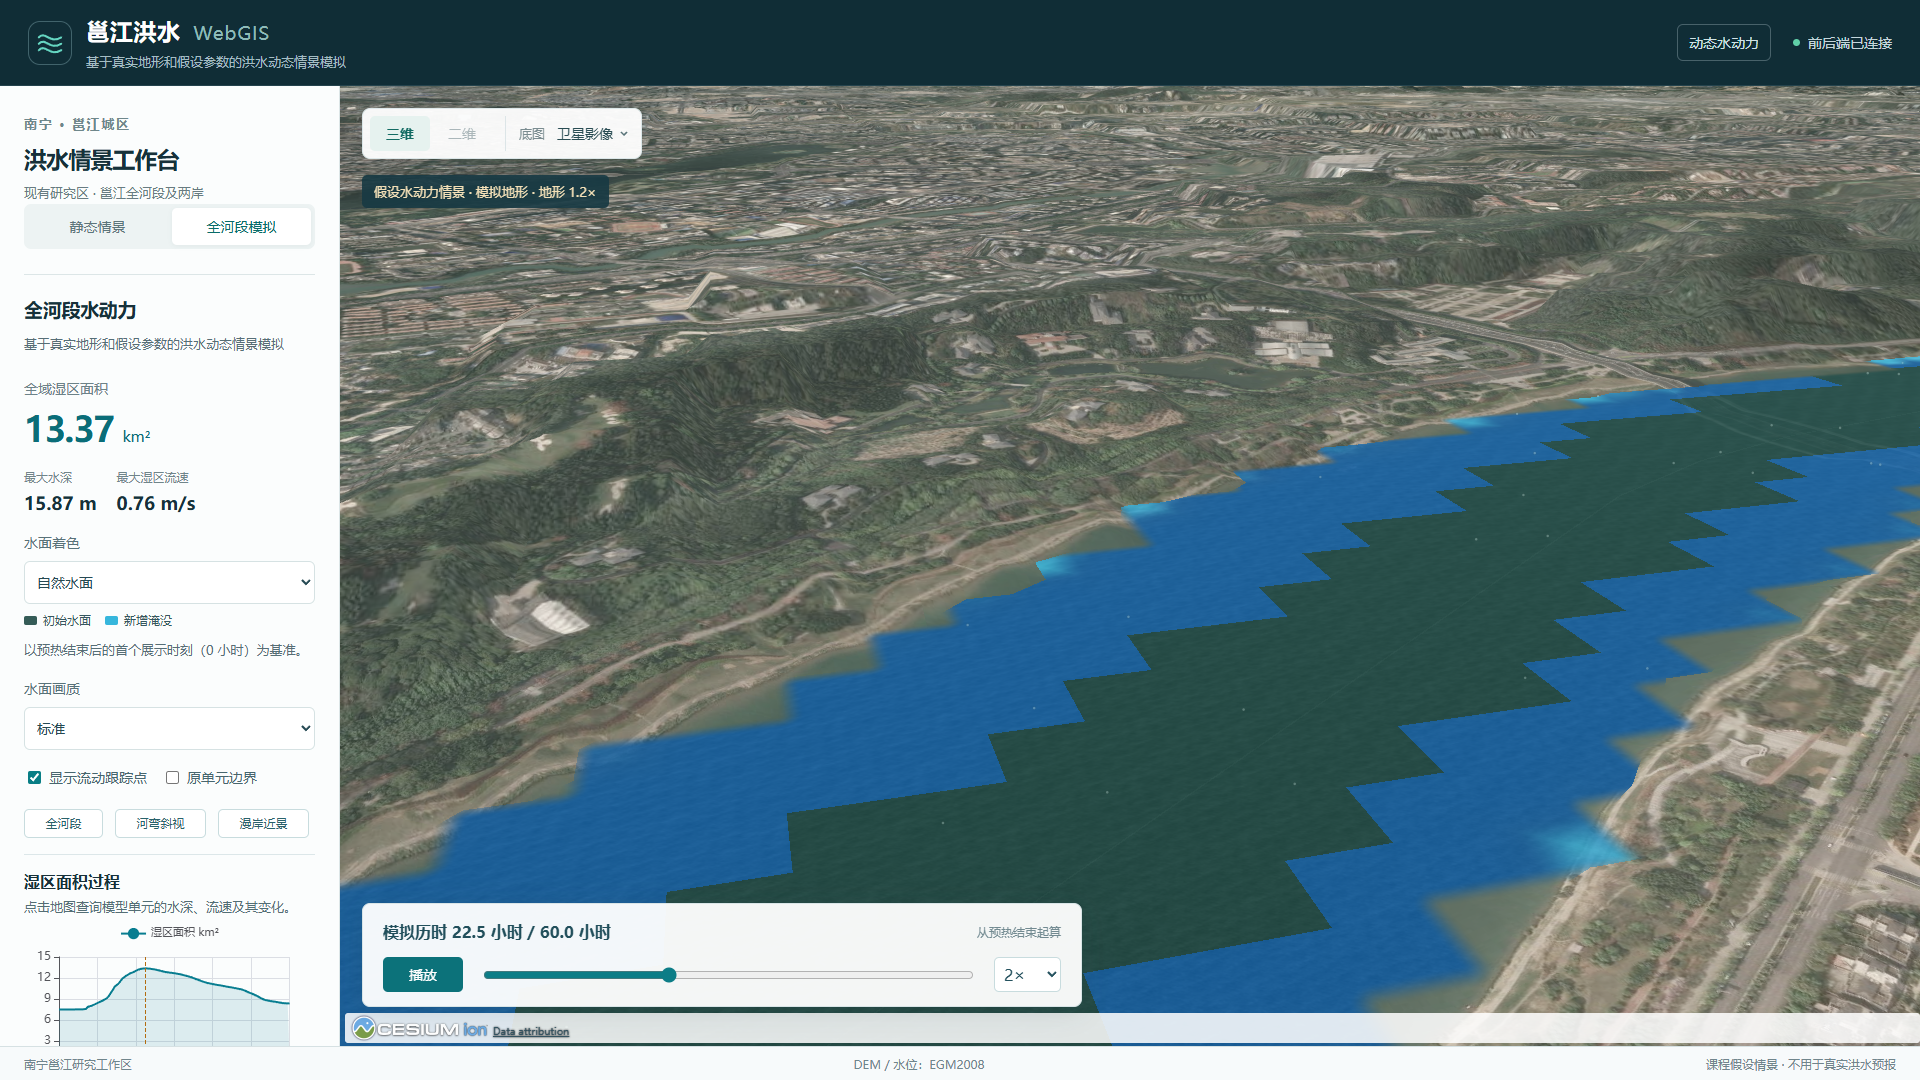 邕江洪水 WebGIS
基于真实地形和假设参数的洪水动态情景模拟
动态水动力
前后端已连接
南宁 · 邕江城区
洪水情景工作台
现有研究区 · 邕江全河段及两岸
静态情景 全河段模拟
全河段水动力
基于真实地形和假设参数的洪水动态情景模拟
全域湿区面积
13.37 km²
最大水深 最大湿区流速
15.87 m 0.76 m/s
水面着色
自然水面
初始水面 新增淹没
以预热结束后的首个展示时刻（0 小时）为基准。
水面画质
标准
显示流动跟踪点 原单元边界
全河段 河弯斜视 漫岸近景
湿区面积过程
点击地图查询模型单元的水深、流速及其变化。
湿区面积 km²
15
12
9
6
3
三维 二维 底图 卫星影像
假设水动力情景 · 模拟地形 · 地形 1.2×
模拟历时 22.5 小时 / 60.0 小时 从预热结束起算
播放 2×
CESIUM ion Data attribution
南宁邕江研究工作区 DEM / 水位：EGM2008 课程假设情景 · 不用于真实洪水预报